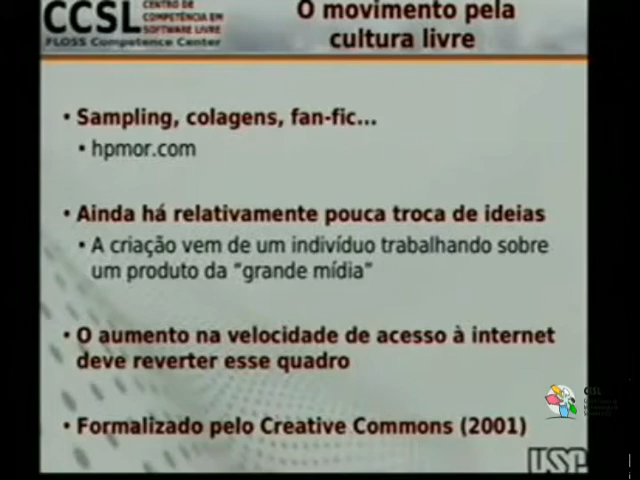 CCSL CENTRO DE
COMPETÊNCIA EM
SOFTWARE LIVRE
FLOSS Competence Center
O movimento pela
cultura livre
• Sampling, colagens, fan-fic...
• hpmor.com
• Ainda há relativamente pouca troca de ideias
• A criação vem de um indivíduo trabalhando sobre
um produto da "grande mídia"
• O aumento na velocidade de acesso à internet
deve reverter esse quadro
• Formalizado pelo Creative Commons (2001)
CCSL
USP